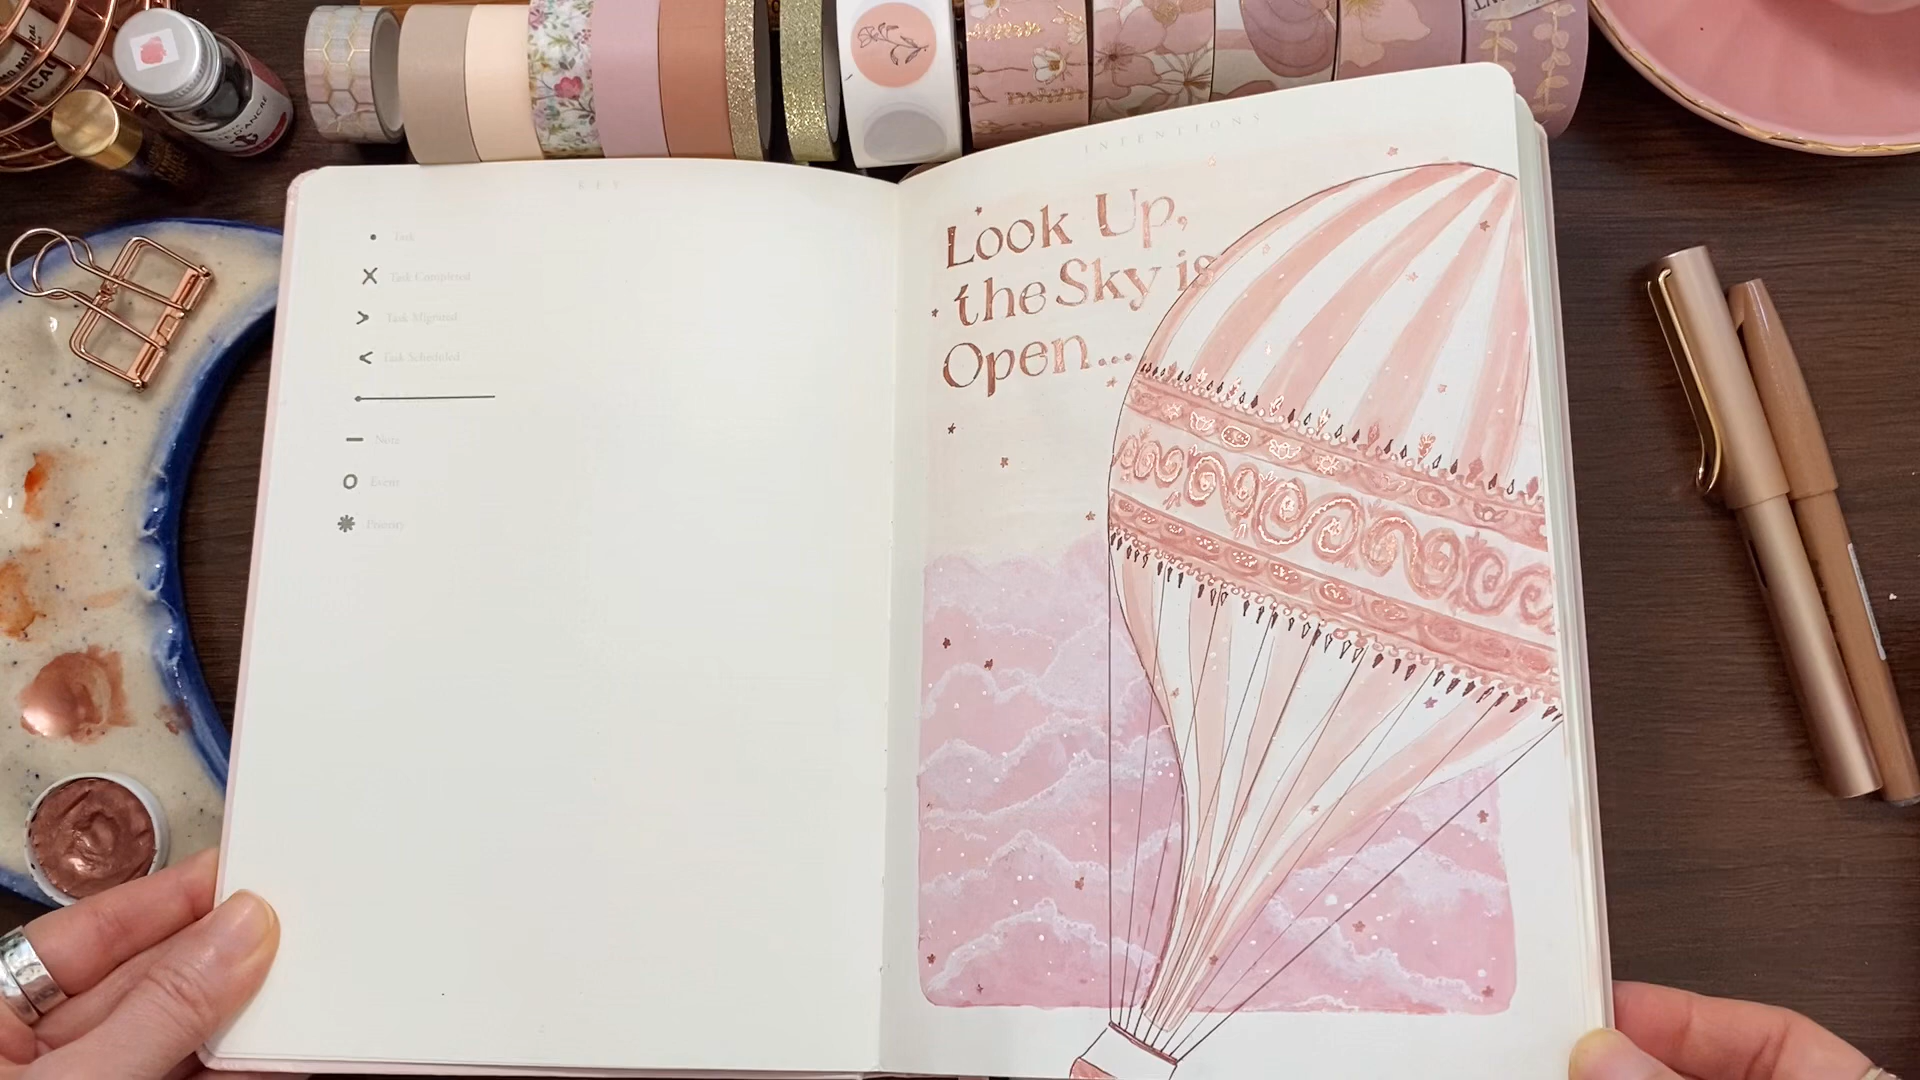 KEY
• Task
× Task Completed
> Task Migrated
< Task Scheduled
– Note
O Event
Priority
INTENTIONS
Look Up,
the Sky is
Open...